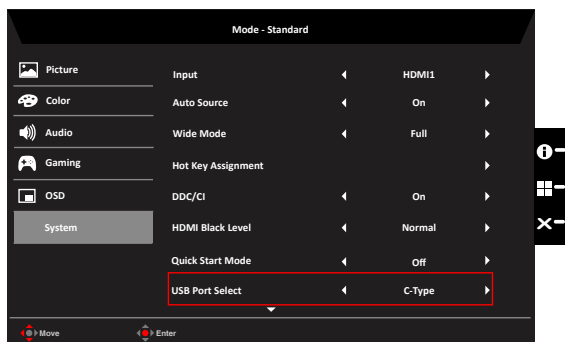 Mode - Standard
Picture
Color
Audio
Gaming
OSD
System
Input HDMI1
Auto Source On
Wide Mode Full
Hot Key Assignment
DDC/CI On
HDMI Black Level Normal
Quick Start Mode Off
USB Port Select C-Type
Move Enter